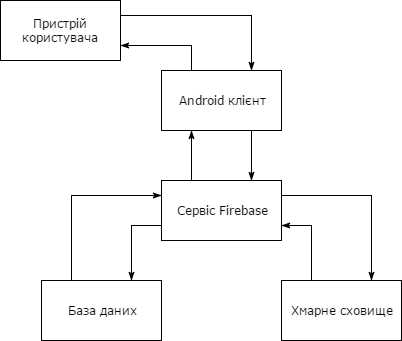 Пристрій
користувача
Android клієнт
Сервіс Firebase
База даних
Хмарне сховище